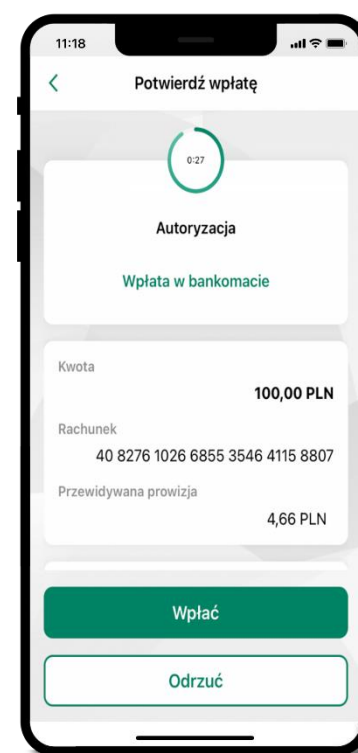 11:18
Potwierdź wpłatę
0:27
Autoryzacja
Wpłata w bankomacie
Kwota
100,00 PLN
Rachunek
40 8276 1026 6855 3546 4115 8807
Przewidywana prowizja
4,66 PLN
Wpłać
Odrzuć